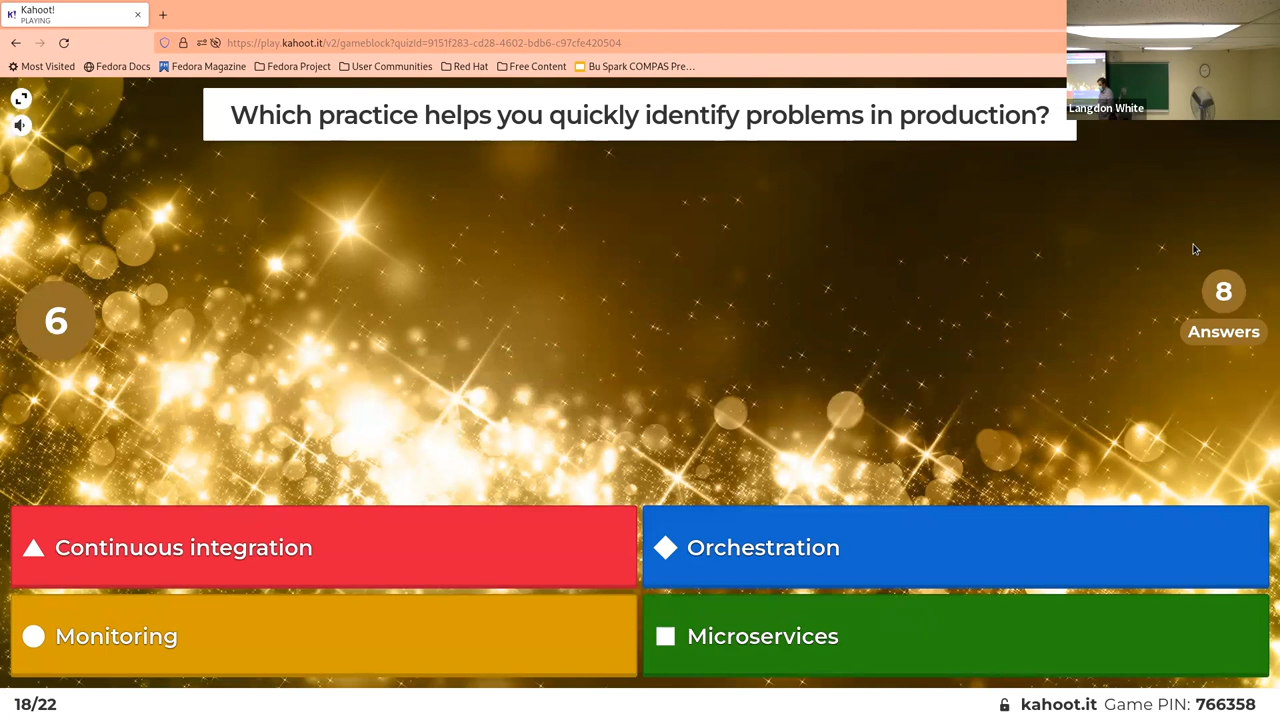 Kahoot!
PLAYING
https://play.kahoot.it/v2/gameblock?quizId=9151f283-cd28-4602-bdb6-c97cfe420504
Most Visited Fedora Docs Fedora Magazine Fedora Project User Communities Red Hat Free Content Bu Spark COMPAS Pre…
Langdon White
Which practice helps you quickly identify problems in production?
6
8
Answers
Continuous integration
Orchestration
Monitoring
Microservices
18/22
kahoot.it Game PIN: 766358